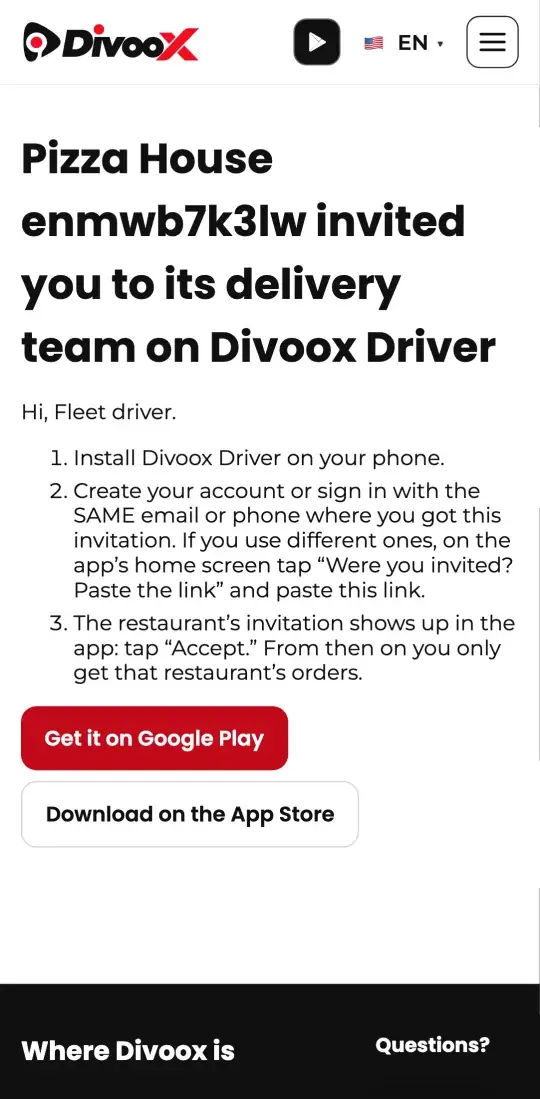 DivooX
EN
Pizza House
enmwb7k3lw invited
you to its delivery
team on Divoox Driver
Hi, Fleet driver.
1. Install Divoox Driver on your phone.
2. Create your account or sign in with the
SAME email or phone where you got this
invitation. If you use different ones, on the
app’s home screen tap “Were you invited?
Paste the link” and paste this link.
3. The restaurant’s invitation shows up in the
app: tap “Accept.” From then on you only
get that restaurant’s orders.
Get it on Google Play
Download on the App Store
Where Divoox is
Questions?